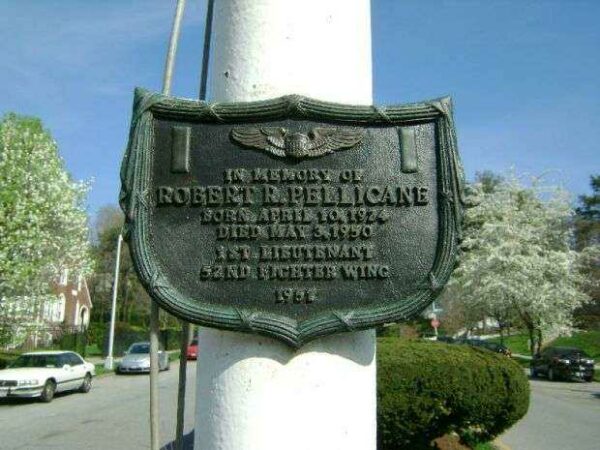 IN MEMORY OF
ROBERT R. PELLICANE
BORN APRIL 10, 1924
DIED MAY 3, 1950
1ST LIEUTENANT
52ND FIGHTER WING
1951